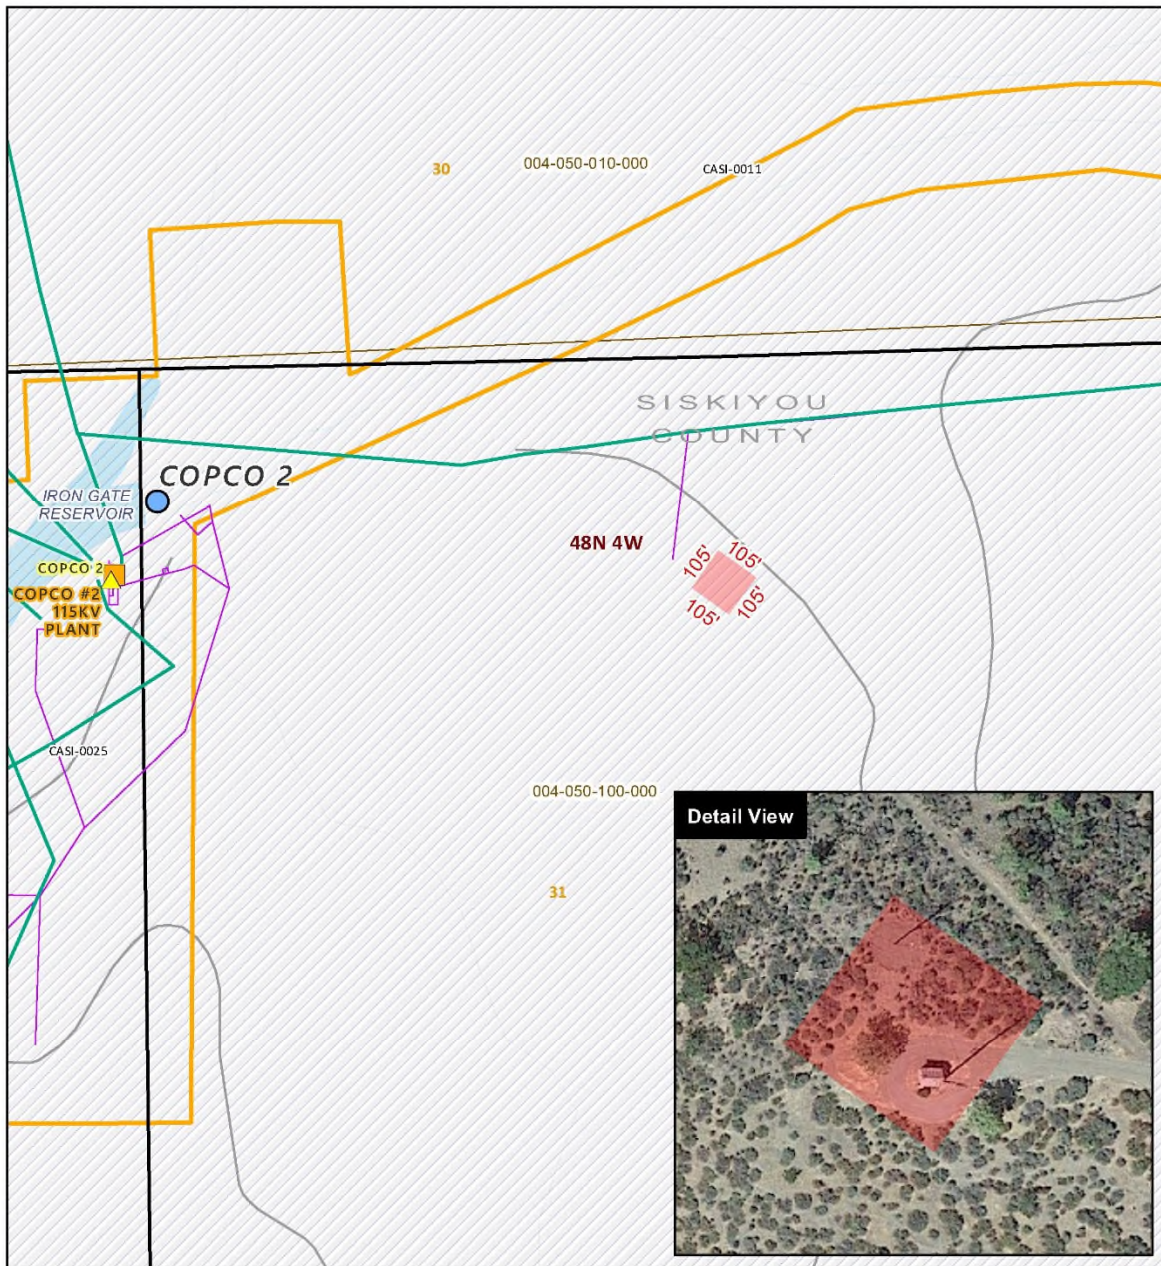 30
004-050-010-000
CASI-0011
SISKIYOU
COUNTY
COPCO 2
IRON GATE
RESERVOIR
48N 4W
105'
105'
105'
105'
COPCO 2
COPCO #2
115KV
PLANT
CASI-0025
004-050-100-000
Detail View
31